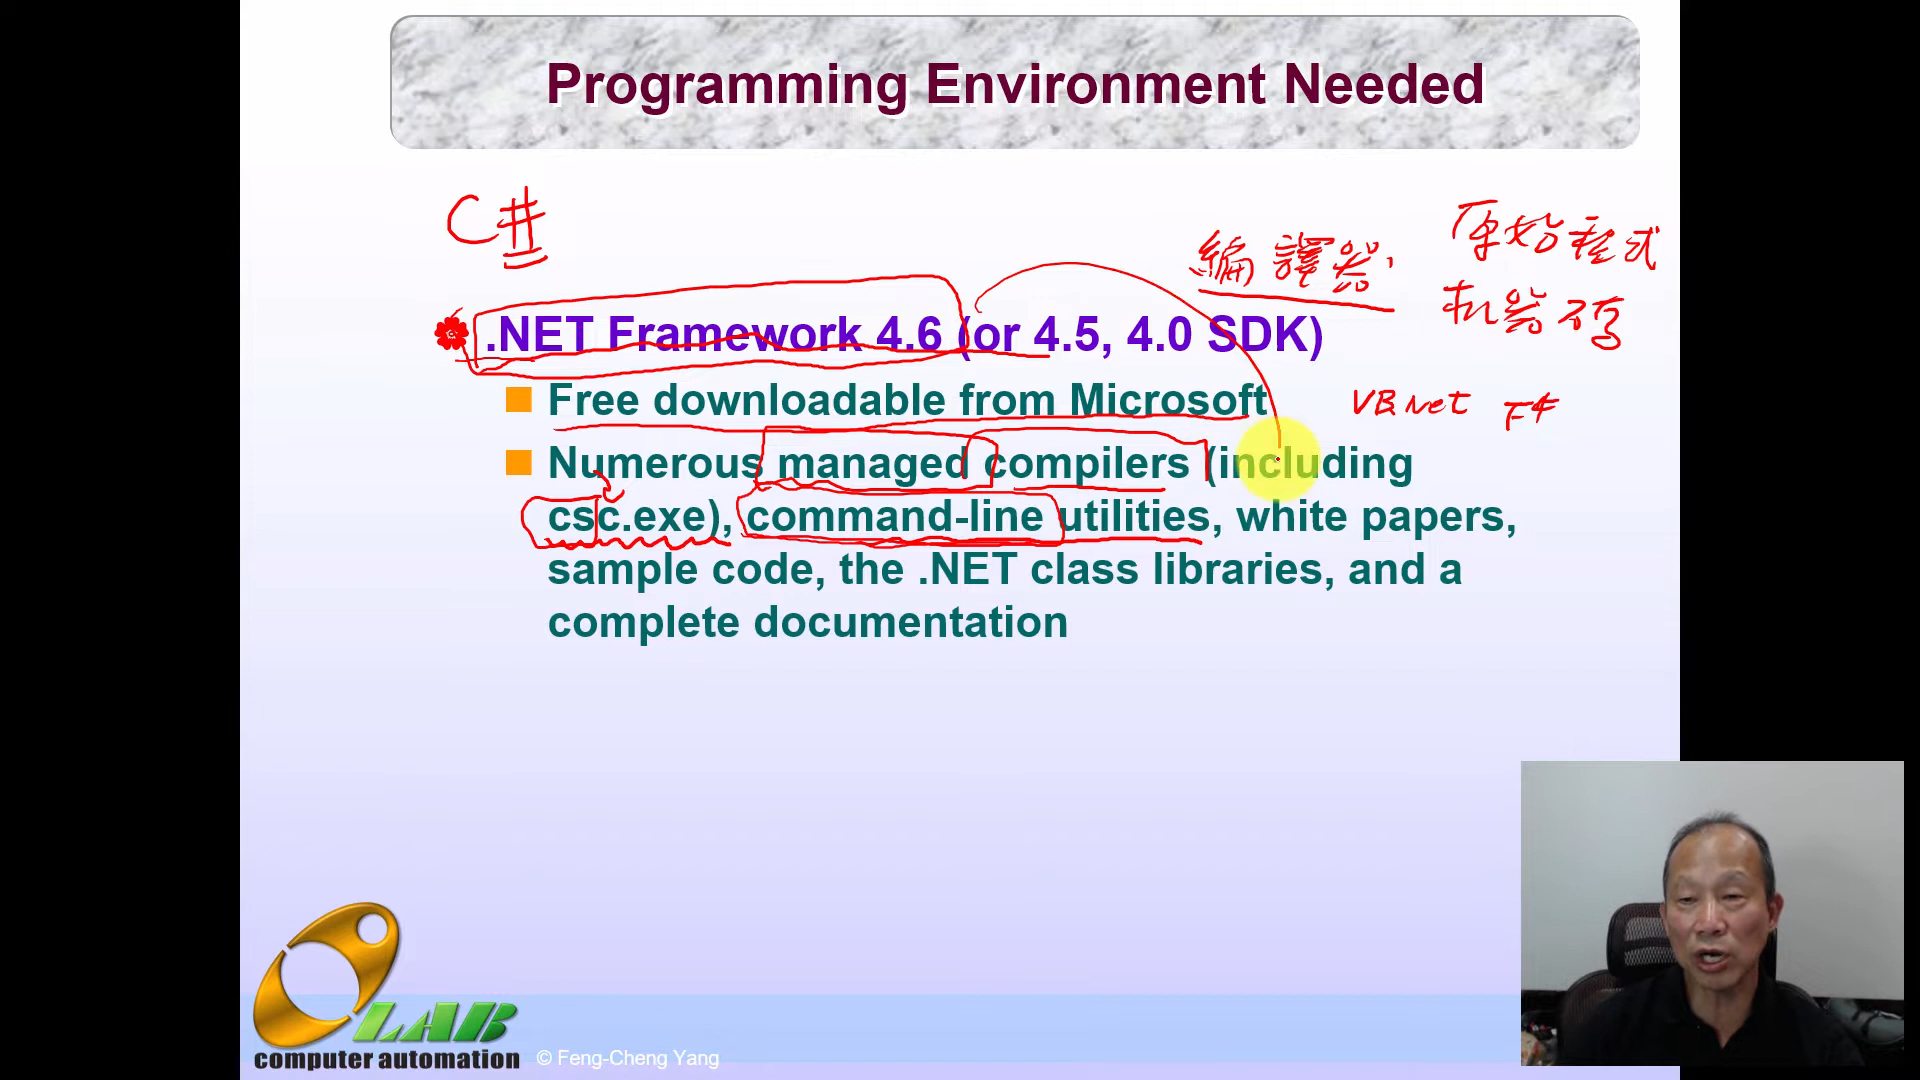 Programming Environment Needed
C#
編譯器,
原始程式
机器碼
.NET Framework 4.6 (or 4.5, 4.0 SDK)
Free downloadable from Microsoft
VB.Net F#
Numerous managed compilers (including
csc.exe), command-line utilities, white papers,
sample code, the .NET class libraries, and a
complete documentation
LAB
computer automation
© Feng-Cheng Yang